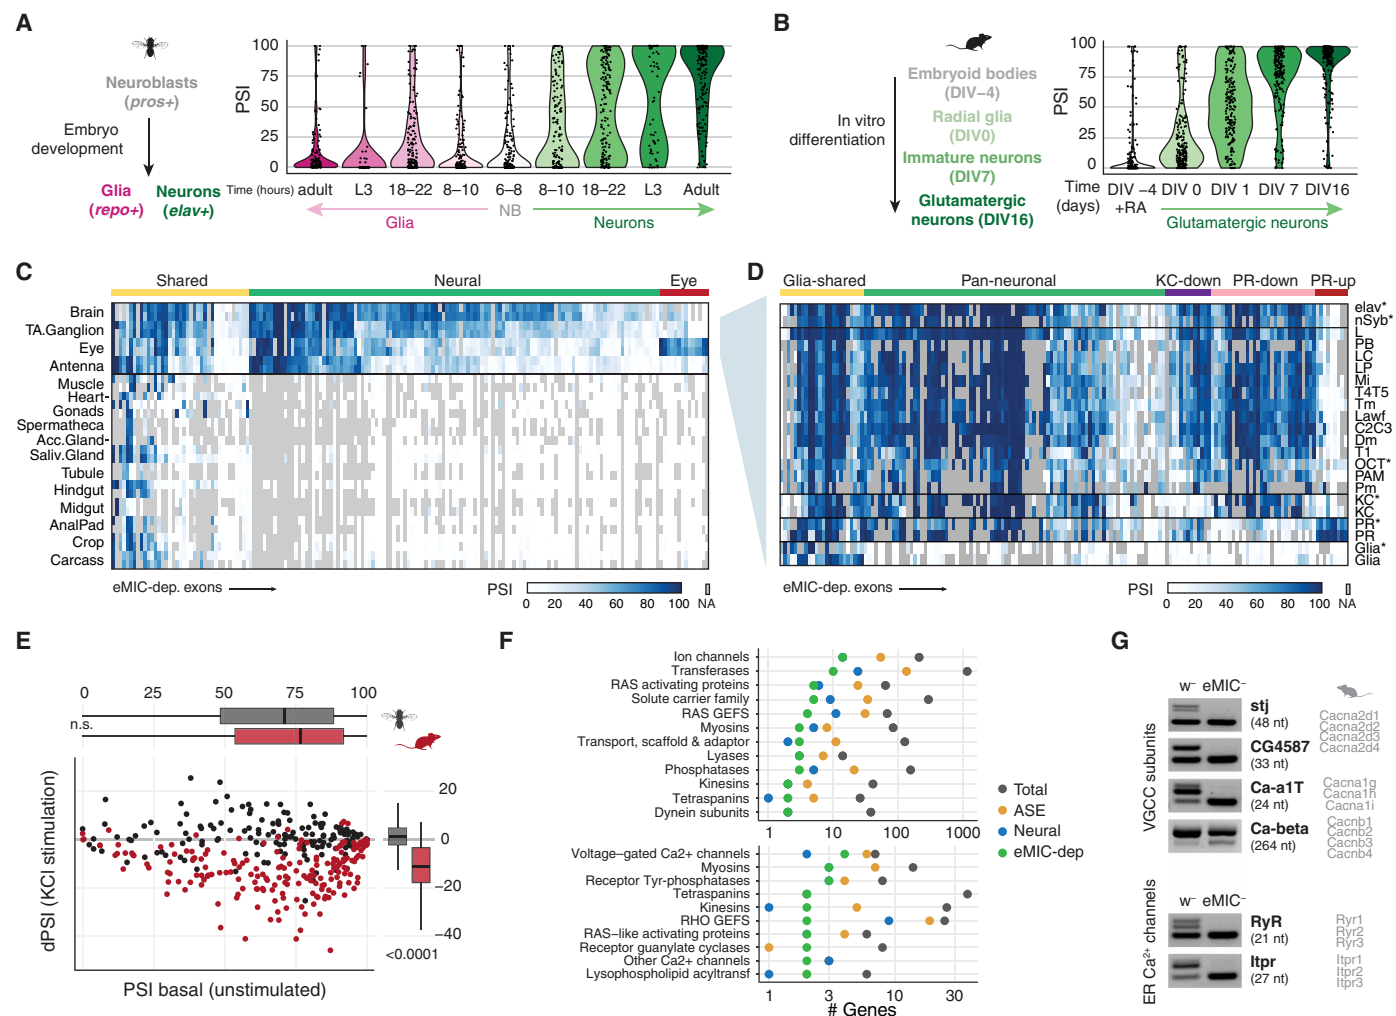 A
Neuroblasts
(pros+)
Embryo
development
Glia
(repo+)
Neurons
(elav+)
PSI
100
75
50
25
0
Time (hours)
adult
L3
18–22
8–10
6–8
8–10
18–22
L3
Adult
Glia
NB
Neurons
B
Embryoid bodies
(DIV−4)
In vitro
differentiation
Radial glia
(DIV0)
Immature neurons
(DIV7)
Glutamatergic
neurons (DIV16)
PSI
100
75
50
25
0
Time
(days)
DIV −4
+RA
DIV 0
DIV 1
DIV 7
DIV16
Glutamatergic neurons
C
Shared
Neural
Eye
Brain
TA.Ganglion
Eye
Antenna
Muscle
Heart
Gonads
Spermatheca
Acc.Gland
Saliv.Gland
Tubule
Hindgut
Midgut
AnalPad
Crop
Carcass
eMIC-dep. exons
PSI
0 20 40 60 80 100 NA
D
Glia-shared
Pan-neuronal
KC-down
PR-down
PR-up
elav*
nSyb*
L
PB
LC
LP
Mi
T4T5
Tm
Lawf
C2C3
Dm
T1
OCT*
PAM
Pm
KC*
KC
PR*
PR
Glia*
Glia
eMIC-dep. exons
PSI
0 20 40 60 80 100 NA
E
0 25 50 75 100
n.s.
dPSI (KCl stimulation)
20
0
−20
−40
<0.0001
PSI basal (unstimulated)
F
Ion channels
Transferases
RAS activating proteins
Solute carrier family
RAS GEFS
Myosins
Transport, scaffold & adaptor
Lyases
Phosphatases
Kinesins
Tetraspanins
Dynein subunits
1 10 100 1000
Total
ASE
Neural
eMIC-dep
Voltage−gated Ca2+ channels
Myosins
Receptor Tyr-phosphatases
Tetraspanins
Kinesins
RHO GEFS
RAS−like activating proteins
Receptor guanylate cyclases
Other Ca2+ channels
Lysophospholipid acyltransf
1 3 10 30
# Genes
G
w⁻ eMIC⁻
VGCC subunits
stj
(48 nt)
Cacna2d1
Cacna2d2
Cacna2d3
Cacna2d4
CG4587
(33 nt)
Ca-a1T
(24 nt)
Cacna1g
Cacna1h
Cacna1i
Ca-beta
(264 nt)
Cacnb1
Cacnb2
Cacnb3
Cacnb4
w⁻ eMIC⁻
ER Ca²⁺ channels
RyR
(21 nt)
Ryr1
Ryr2
Ryr3
Itpr
(27 nt)
Itpr1
Itpr2
Itpr3